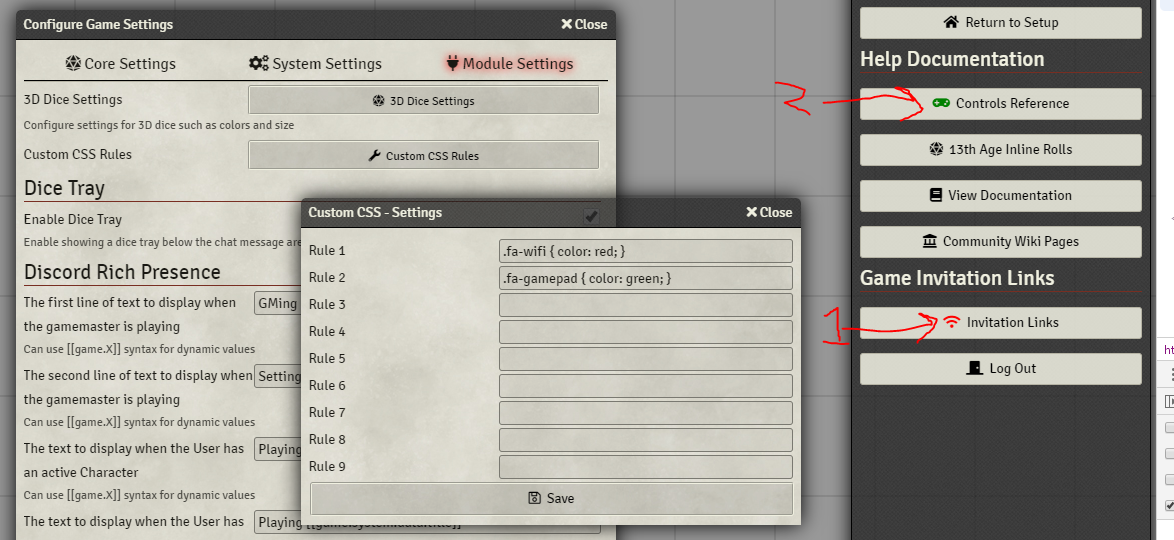 Configure Game Settings
Close
Core Settings
System Settings
Module Settings
3D Dice Settings
3D Dice Settings
Configure settings for 3D dice such as colors and size
Custom CSS Rules
Custom CSS Rules
Dice Tray
Enable Dice Tray
Enable showing a dice tray below the chat message are
Discord Rich Presence
The first line of text to display when
the gamemaster is playing
GMing
Can use [[game.X]] syntax for dynamic values
The second line of text to display when
the gamemaster is playing
Setting
Can use [[game.X]] syntax for dynamic values
The text to display when the User has
an active Character
Playing
Can use [[game.X]] syntax for dynamic values
The text to display when the User has
Playing
Custom CSS - Settings
Close
Rule 1
.fa-wifi { color: red; }
Rule 2
.fa-gamepad { color: green; }
Rule 3
Rule 4
Rule 5
Rule 6
Rule 7
Rule 8
Rule 9
Save
Return to Setup
Help Documentation
2
Controls Reference
13th Age Inline Rolls
View Documentation
Community Wiki Pages
Game Invitation Links
1
Invitation Links
Log Out